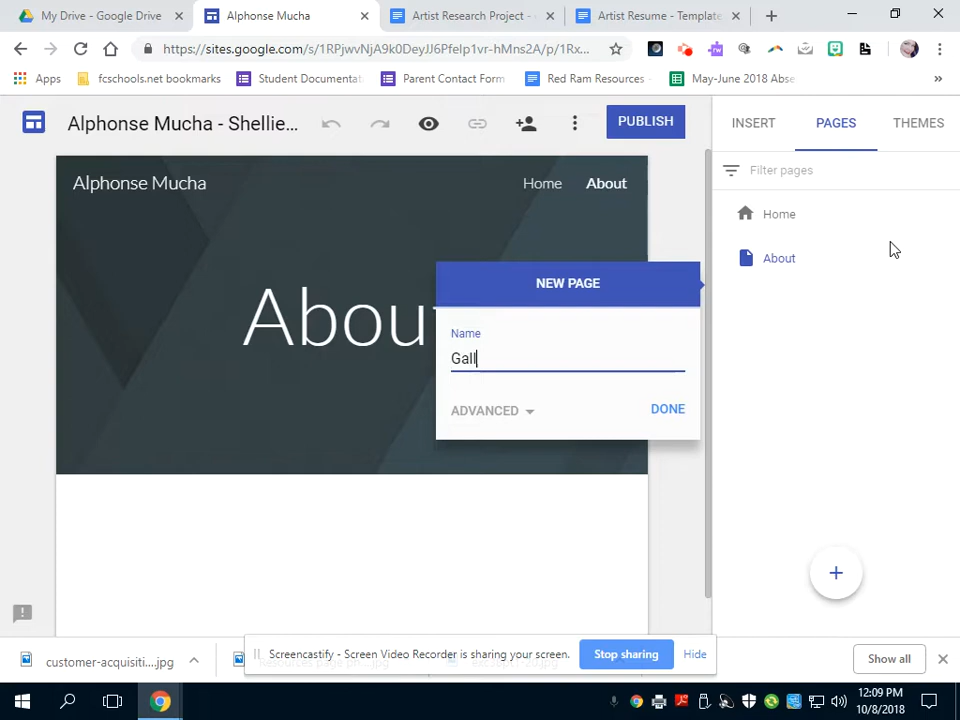 My Drive - Google Drive
Alphonse Mucha
Artist Research Project -
Artist Resume - Template
https://sites.google.com/s/1RPjwvNjA9k0DeyJJ6PfeIp1vr-hMns2A/p/1Rx...
Apps
fcschools.net bookmarks
Student Documenta
Parent Contact Form
Red Ram Resources
May-June 2018 Abse
»
Alphonse Mucha - Shellie...
PUBLISH
INSERT
PAGES
THEMES
Filter pages
Alphonse Mucha
Home
About
Home
About
About
NEW PAGE
Name
Gall
ADVANCED
DONE
Screencastify - Screen Video Recorder is sharing your screen.
Stop sharing
Hide
customer-acquisiti....jpg
Show all
12:09 PM
10/8/2018